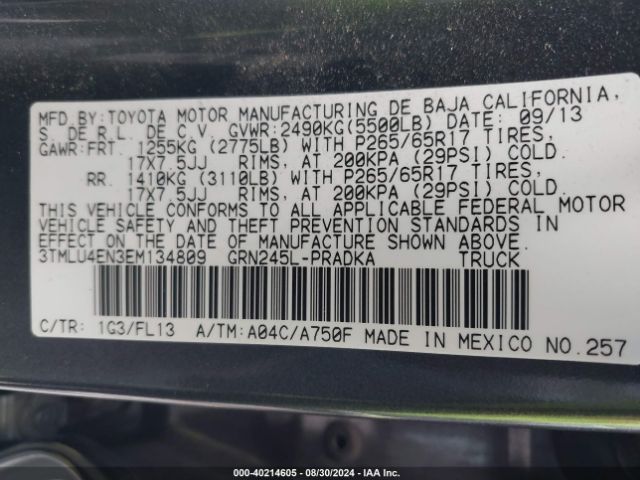 MFD.BY:TOYOTA MOTOR MANUFACTURING DE BAJA CALIFORNIA,
S. DE R.L. DE C.V. GVWR:2490KG(5500LB) DATE: 09/13
GAWR:FRT. 1255KG (2775LB) WITH P265/65R17 TIRES,
17X7.5JJ RIMS, AT 200KPA (29PSI) COLD.
RR. 1410KG (3110LB) WITH P265/65R17 TIRES,
17X7.5JJ RIMS, AT 200KPA (29PSI) COLD.
THIS VEHICLE CONFORMS TO ALL APPLICABLE FEDERAL MOTOR
VEHICLE SAFETY AND THEFT PREVENTION STANDARDS IN
EFFECT ON THE DATE OF MANUFACTURE SHOWN ABOVE.
3TMLU4EN3EM134809 GRN245L-PRADKA TRUCK
C/TR: 1G3/FL13 A/TM:A04C/A750F MADE IN MEXICO NO.257
000-40214605 - 08/30/2024 - IAA Inc.